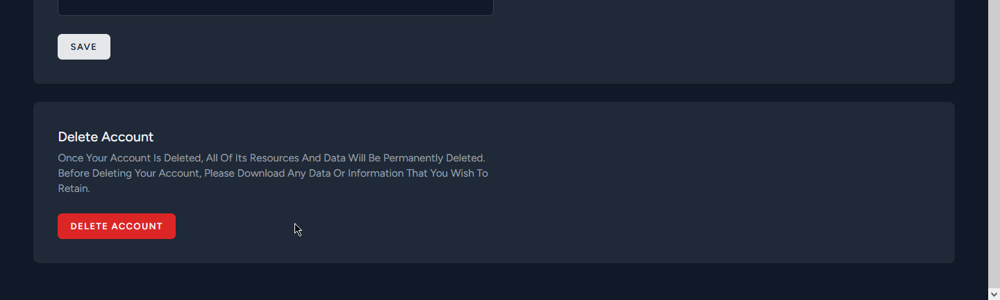 SAVE
Delete Account
Once Your Account Is Deleted, All Of Its Resources And Data Will Be Permanently Deleted.
Before Deleting Your Account, Please Download Any Data Or Information That You Wish To
Retain.
DELETE ACCOUNT